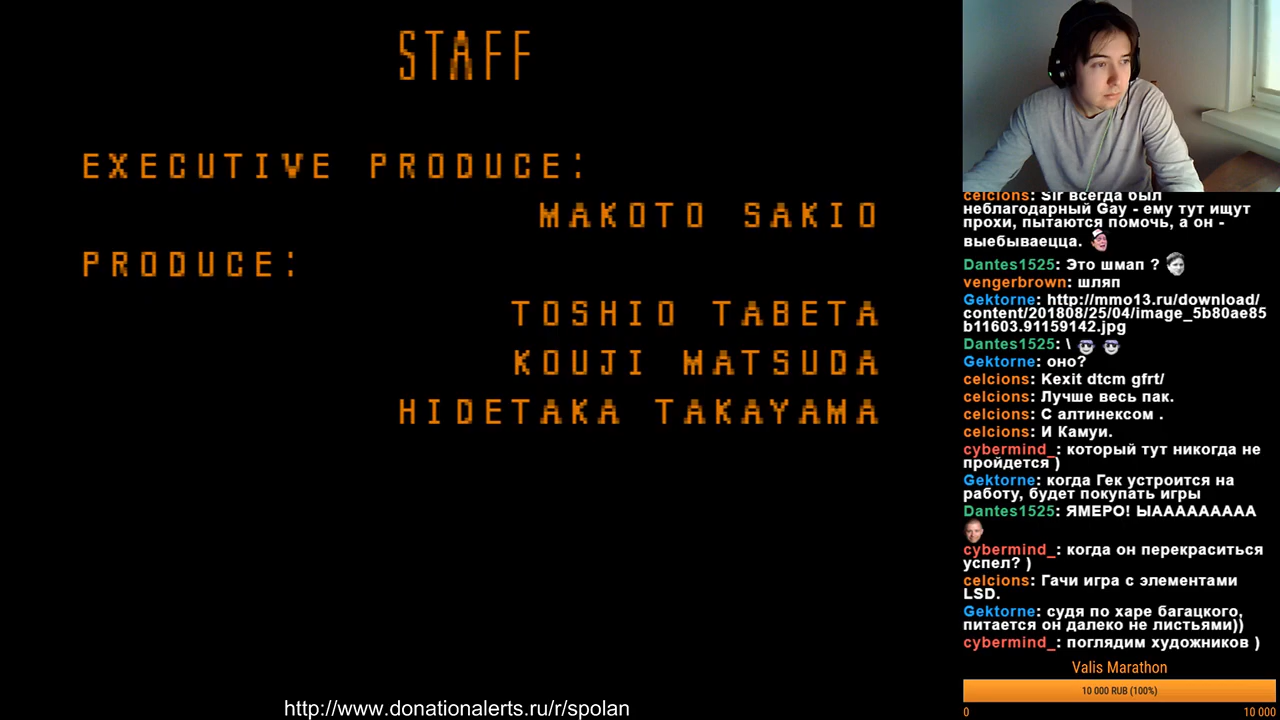 STAFF
EXECUTIVE PRODUCE:
MAKOTO SAKIO
PRODUCE:
TOSHIO TABETA
KOUJI MATSUDA
HIDETAKA TAKAYAMA
http://www.donationalerts.ru/r/spolan
celcions: Sir всегда был
неблагодарный Gay - ему тут ищут
прохи, пытаются помочь, а он -
выебываецца.
Dantes1525: Это шмап ?
vengerbrown: шляп
Gektorne: http://mmo13.ru/download/
content/201808/25/04/image_5b80ae85
b11603.91159142.jpg
Dantes1525: \
Gektorne: оно?
celcions: Kexit dtcm gfrt/
celcions: Лучше весь пак.
celcions: С алтинексом .
celcions: И Камуи.
cybermind_: который тут никогда не
пройдется )
Gektorne: когда Гек устроится на
работу, будет покупать игры
Dantes1525: ЯМЕРО! ЫААААААААА
cybermind_: когда он перекраситься
успел? )
celcions: Гачи игра с элементами
LSD.
Gektorne: судя по харе багацкого,
питается он далеко не листьями))
cybermind_: поглядим художников )
Valis Marathon
10 000 RUB (100%)
0 10 000